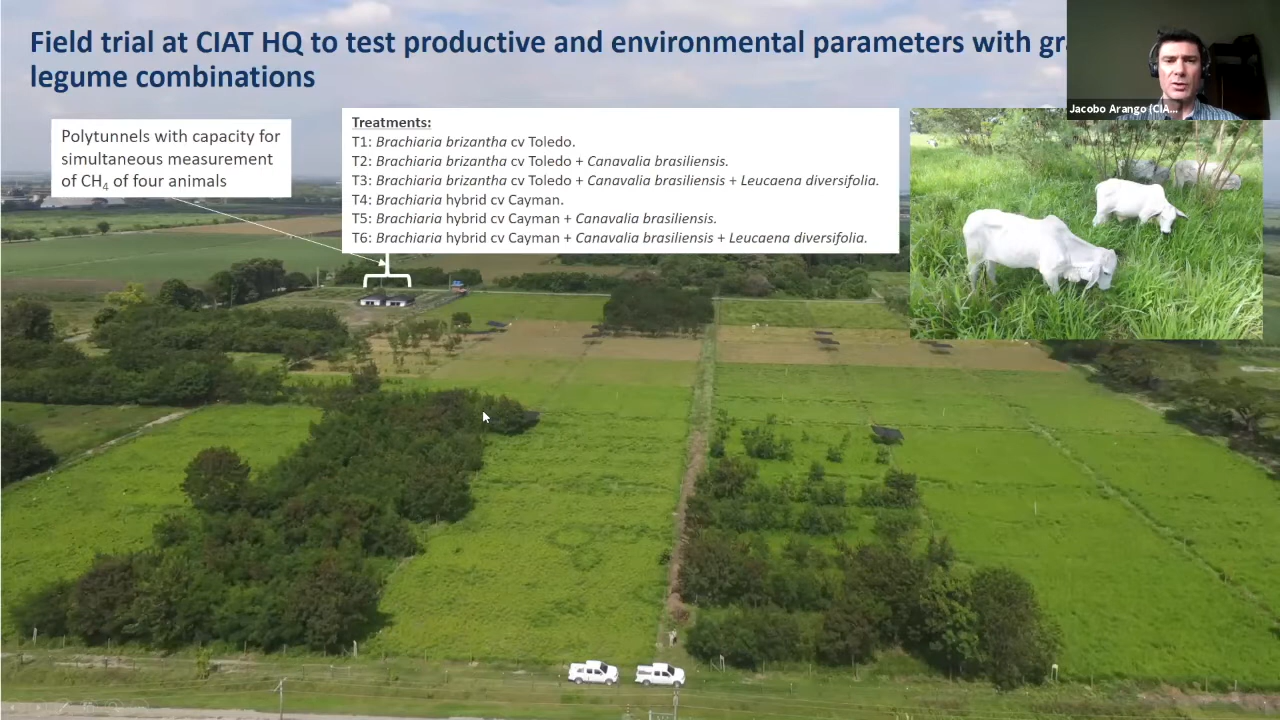 Field trial at CIAT HQ to test productive and environmental parameters with
legume combinations
Jacobo Arango (CIA...
Polytunnels with capacity for
simultaneous measurement
of CH₄ of four animals
Treatments:
T1: Brachiaria brizantha cv Toledo.
T2: Brachiaria brizantha cv Toledo + Canavalia brasiliensis.
T3: Brachiaria brizantha cv Toledo + Canavalia brasiliensis + Leucaena diversifolia.
T4: Brachiaria hybrid cv Cayman.
T5: Brachiaria hybrid cv Cayman + Canavalia brasiliensis.
T6: Brachiaria hybrid cv Cayman + Canavalia brasiliensis + Leucaena diversifolia.